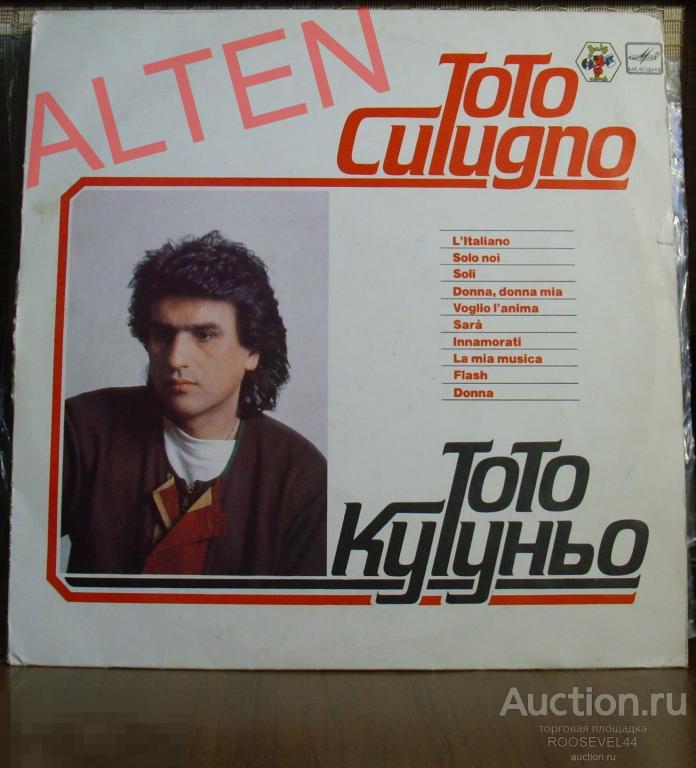 ALTEN
ToTo
Cutugno
Мелодия
L'Italiano
Solo noi
Soli
Donna, donna mia
Voglio l'anima
Sarà
Innamorati
La mia musica
Flash
Donna
ТоТо
Кутуньо
Auction.ru
торговая площадка
ROOSEVEL44
auction.ru